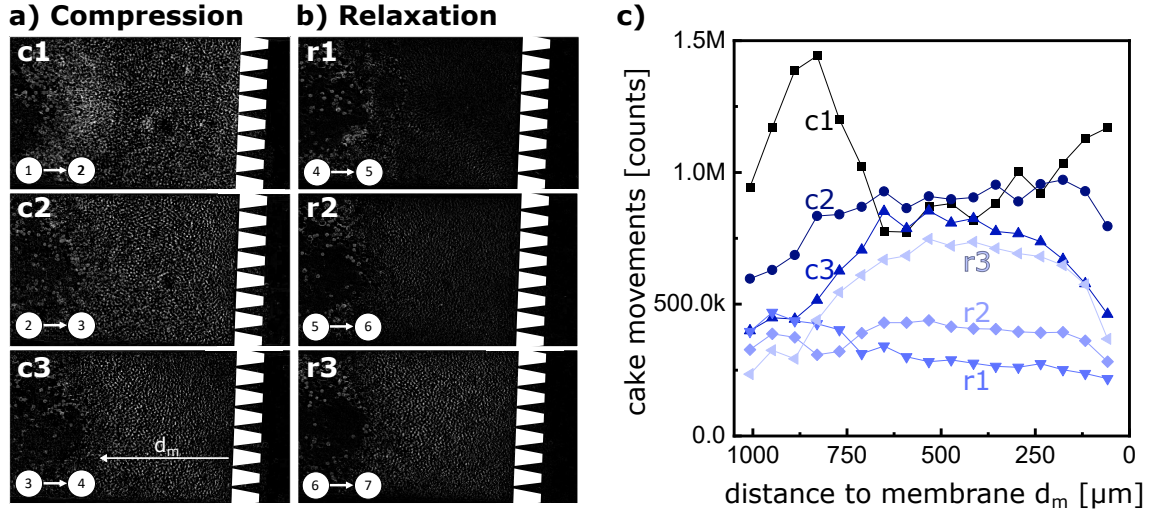 a) Compression
b) Relaxation
c)
c1
1 → 2
c2
2 → 3
c3
d_m
3 → 4
r1
4 → 5
r2
5 → 6
r3
6 → 7
cake movements [counts]
1.5M
1.0M
500.0k
0.0
c1
c2
c3
r3
r2
r1
1000 750 500 250 0
distance to membrane d_m [µm]